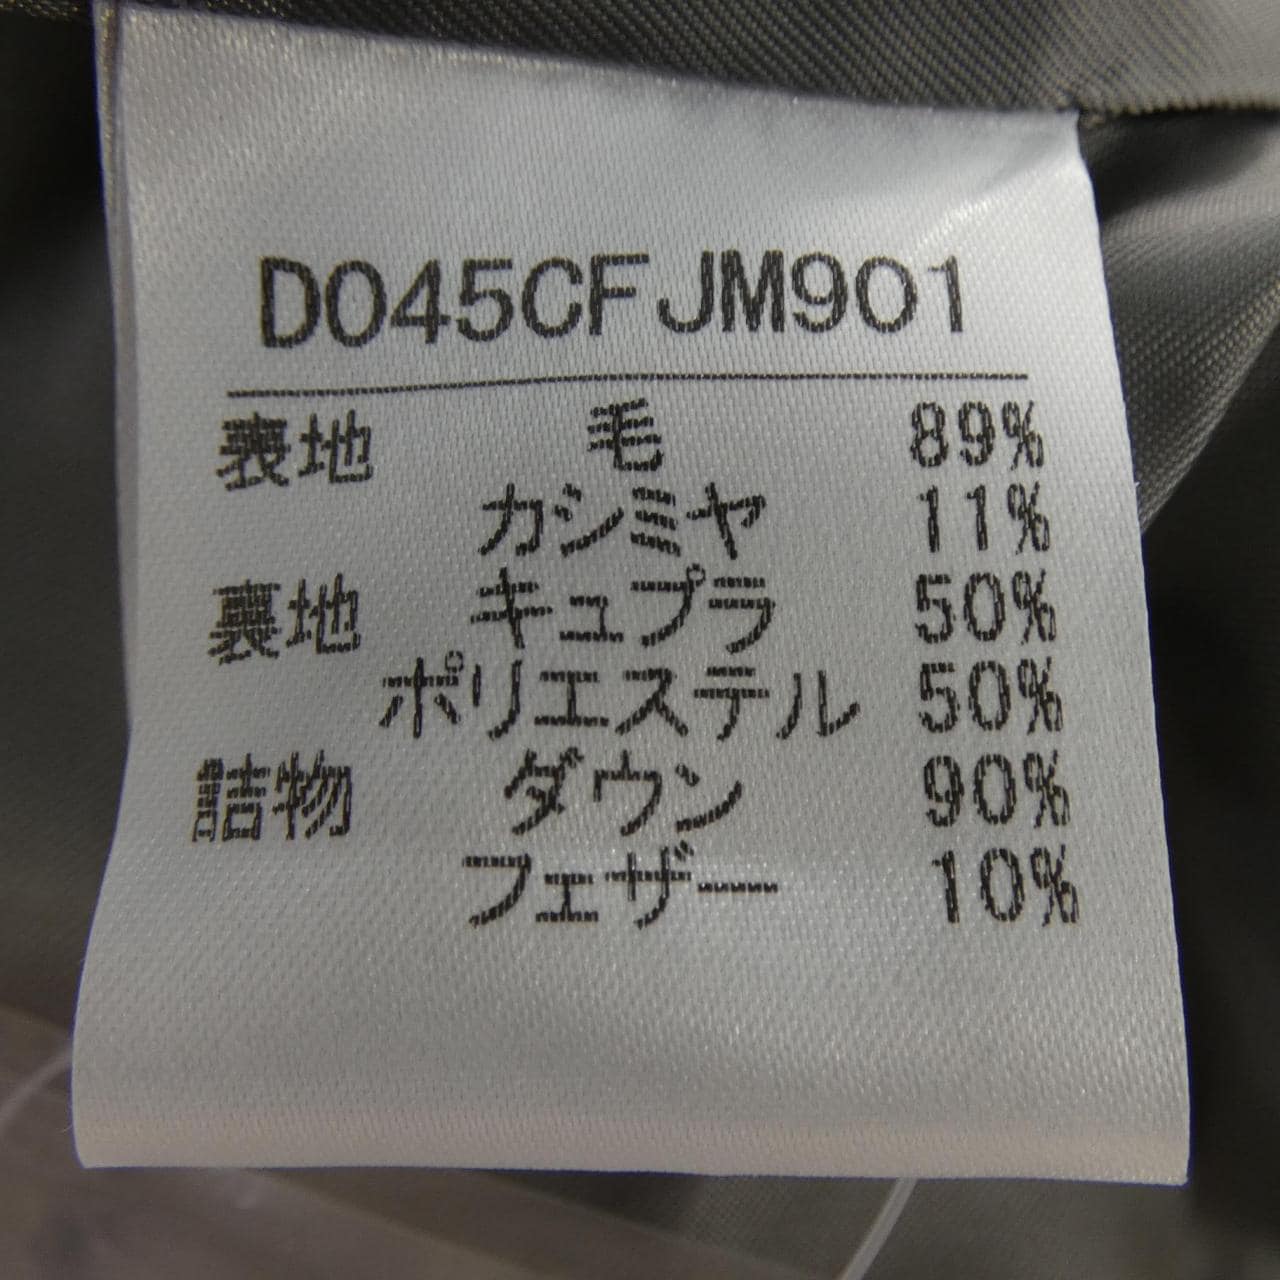 D045CFJM901
表地 毛 89%
カシミヤ 11%
裏地 キュプラ 50%
ポリエステル 50%
詰物 ダウン 90%
フェザー 10%